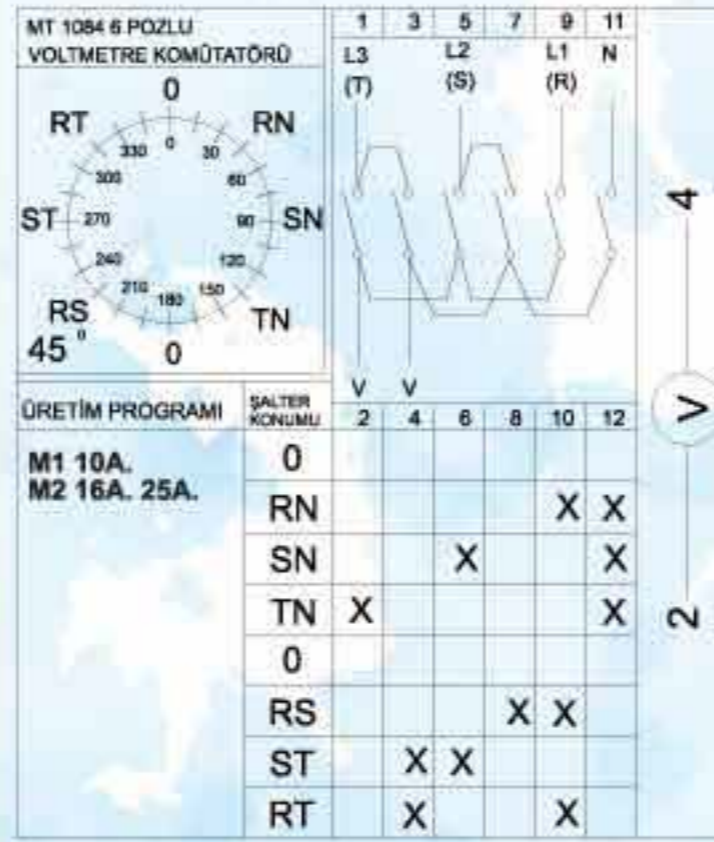 MT 1084 6 POZLU
VOLTMETRE KOMÜTATÖRÜ
0
RT RN
330 0 30
300 60
ST 270 90 SN
240 120
210 180 150
RS TN
45° 0
1 3 5 7 9 11
L3 L2 L1 N
(T) (S) (R)
V V
4
V
2
ÜRETİM PROGRAMI
M1 10A.
M2 16A. 25A.
ŞALTER
KONUMU 2 4 6 8 10 12
0
RN X X
SN X X
TN X X
0
RS X X
ST X X
RT X X